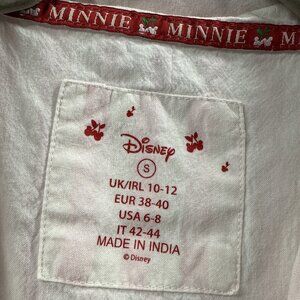 MINNIE MINNIE M
Disney
S
UK/IRL 10-12
EUR 38-40
USA 6-8
IT 42-44
MADE IN INDIA
© Disney